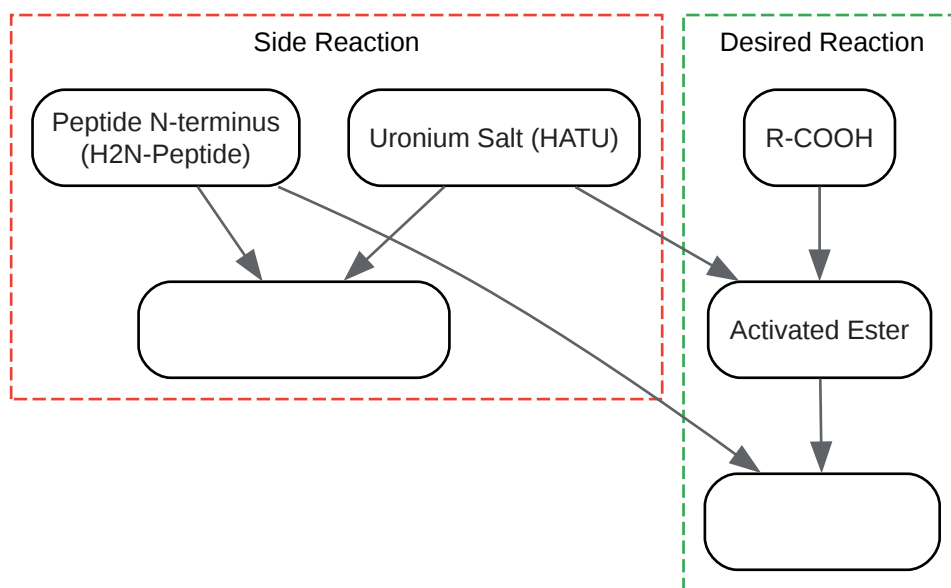 Side Reaction
Desired Reaction
Peptide N-terminus
(H2N-Peptide)
Uronium Salt (HATU)
R-COOH
Activated Ester